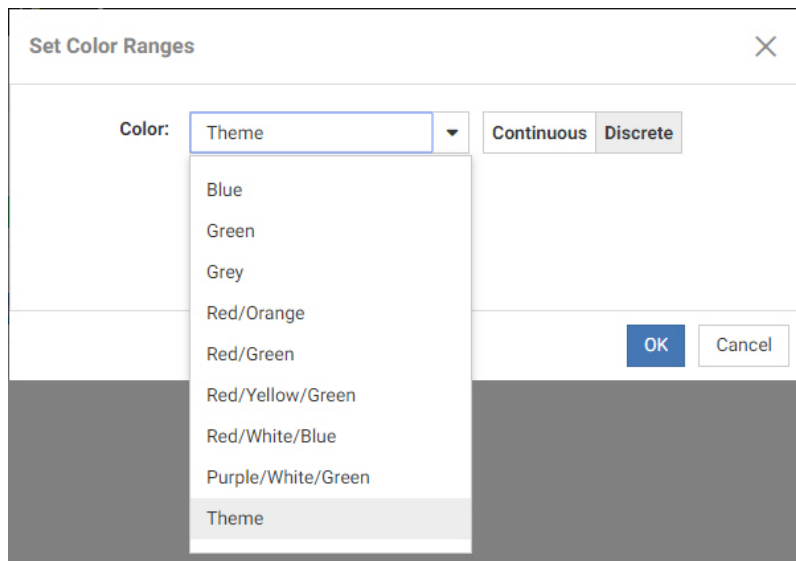 Set Color Ranges
Color: Theme Continuous Discrete
Blue
Green
Grey
Red/Orange
Red/Green
Red/Yellow/Green
Red/White/Blue
Purple/White/Green
Theme
OK Cancel